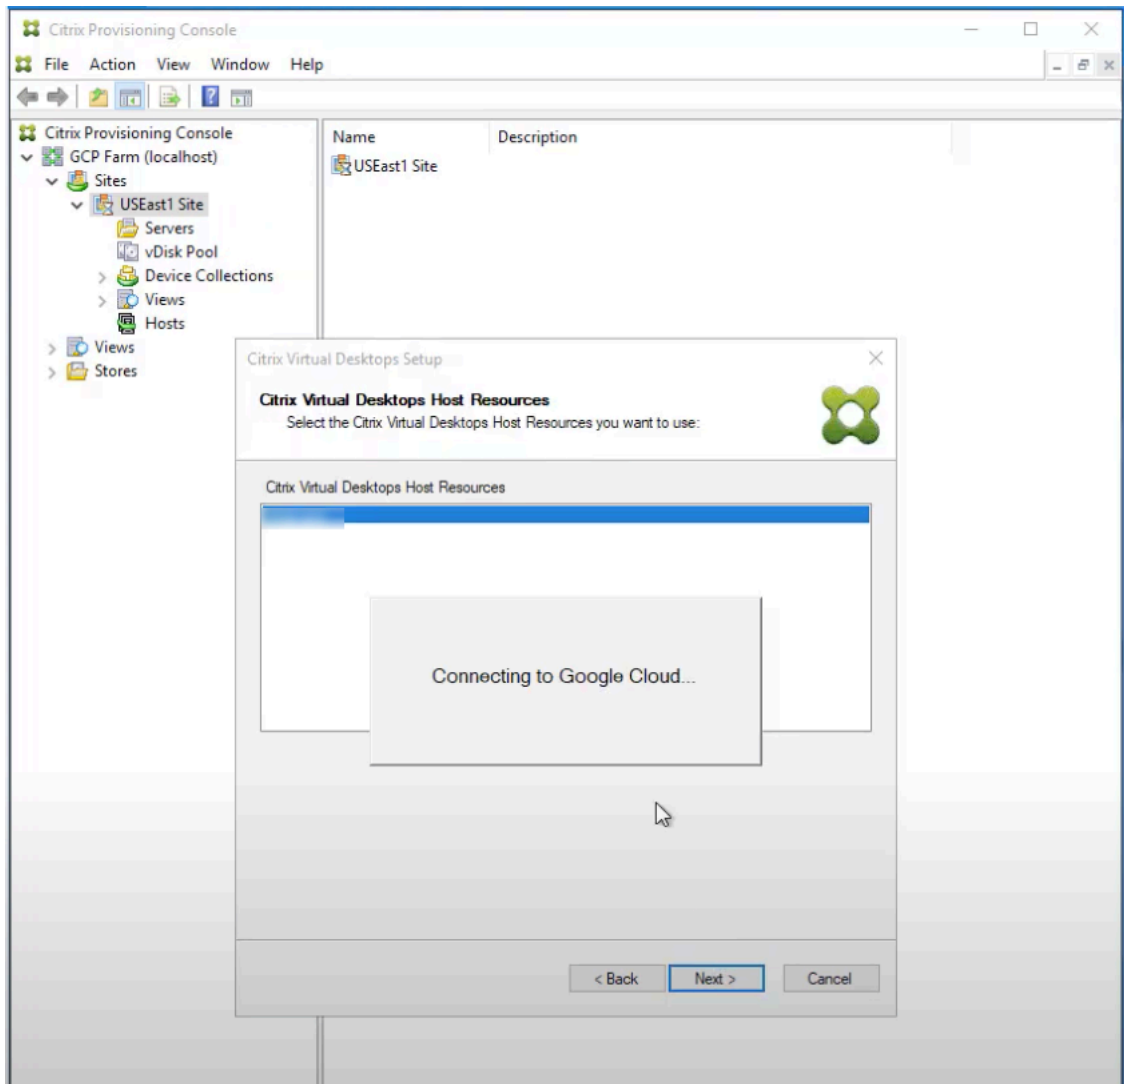 Citrix Provisioning Console
File Action View Window Help
Citrix Provisioning Console
GCP Farm (localhost)
Sites
USEast1 Site
Servers
vDisk Pool
Device Collections
Views
Hosts
Views
Stores
Name Description
USEast1 Site
Citrix Virtual Desktops Setup
Citrix Virtual Desktops Host Resources
Select the Citrix Virtual Desktops Host Resources you want to use:
Citrix Virtual Desktops Host Resources
Connecting to Google Cloud...
< Back Next > Cancel